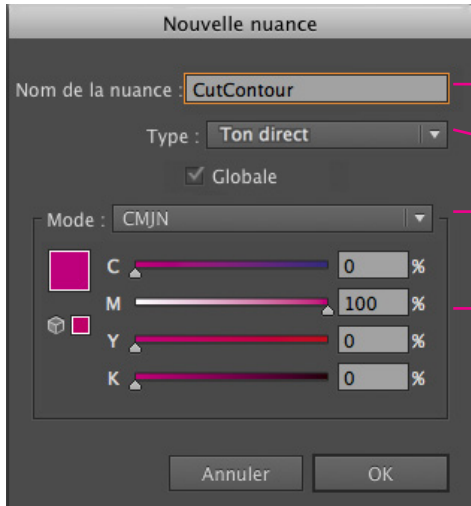 Nouvelle nuance
Nom de la nuance : CutContour
Type : Ton direct
Globale
Mode : CMJN
C 0 %
M 100 %
Y 0 %
K 0 %
Annuler OK